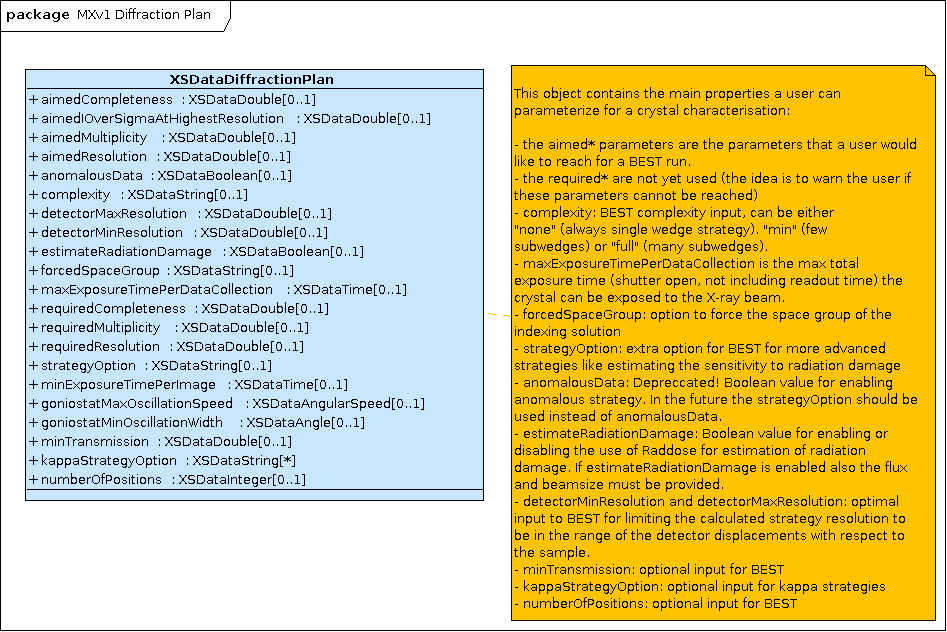 package MXv1 Diffraction Plan
XSDataDiffractionPlan
+ aimedCompleteness : XSDataDouble[0..1]
+ aimedIOverSigmaAtHighestResolution : XSDataDouble[0..1]
+ aimedMultiplicity : XSDataDouble[0..1]
+ aimedResolution : XSDataDouble[0..1]
+ anomalousData : XSDataBoolean[0..1]
+ complexity : XSDataString[0..1]
+ detectorMaxResolution : XSDataDouble[0..1]
+ detectorMinResolution : XSDataDouble[0..1]
+ estimateRadiationDamage : XSDataBoolean[0..1]
+ forcedSpaceGroup : XSDataString[0..1]
+ maxExposureTimePerDataCollection : XSDataTime[0..1]
+ requiredCompleteness : XSDataDouble[0..1]
+ requiredMultiplicity : XSDataDouble[0..1]
+ requiredResolution : XSDataDouble[0..1]
+ strategyOption : XSDataString[0..1]
+ minExposureTimePerImage : XSDataTime[0..1]
+ goniostatMaxOscillationSpeed : XSDataAngularSpeed[0..1]
+ goniostatMinOscillationWidth : XSDataAngle[0..1]
+ minTransmission : XSDataDouble[0..1]
+ kappaStrategyOption : XSDataString[*]
+ numberOfPositions : XSDataInteger[0..1]
This object contains the main properties a user can
parameterize for a crystal characterisation:
- the aimed* parameters are the parameters that a user would
like to reach for a BEST run.
- the required* are not yet used (the idea is to warn the user if
these parameters cannot be reached)
- complexity: BEST complexity input, can be either
"none" (always single wedge strategy). "min" (few
subwedges) or "full" (many subwedges).
- maxExposureTimePerDataCollection is the max total
exposure time (shutter open, not including readout time) the
crystal can be exposed to the X-ray beam.
- forcedSpaceGroup: option to force the space group of the
indexing solution
- strategyOption: extra option for BEST for more advanced
strategies like estimating the sensitivity to radiation damage
- anomalousData: Depreccated! Boolean value for enabling
anomalous strategy. In the future the strategyOption should be
used instead of anomalousData.
- estimateRadiationDamage: Boolean value for enabling or
disabling the use of Raddose for estimation of radiation
damage. If estimateRadiationDamage is enabled also the flux
and beamsize must be provided.
- detectorMinResolution and detectorMaxResolution: optimal
input to BEST for limiting the calculated strategy resolution to
be in the range of the detector displacements with respect to
the sample.
- minTransmission: optional input for BEST
- kappaStrategyOption: optional input for kappa strategies
- numberOfPositions: optional input for BEST